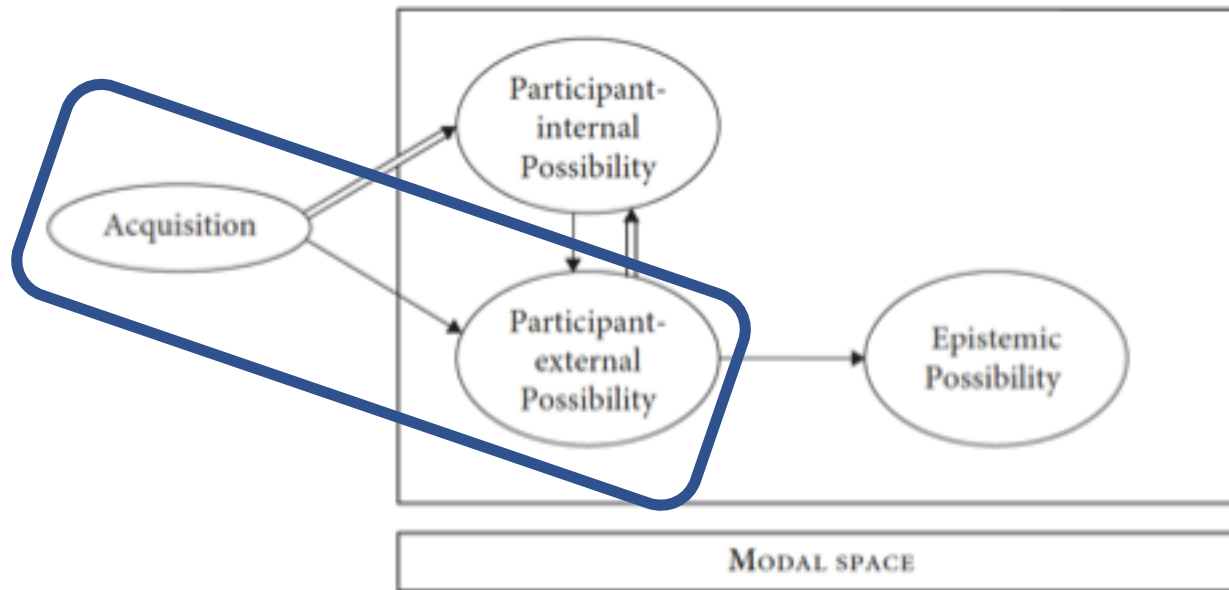 Participant-
internal
Possibility
Acquisition
Participant-
external
Possibility
Epistemic
Possibility
MODAL SPACE